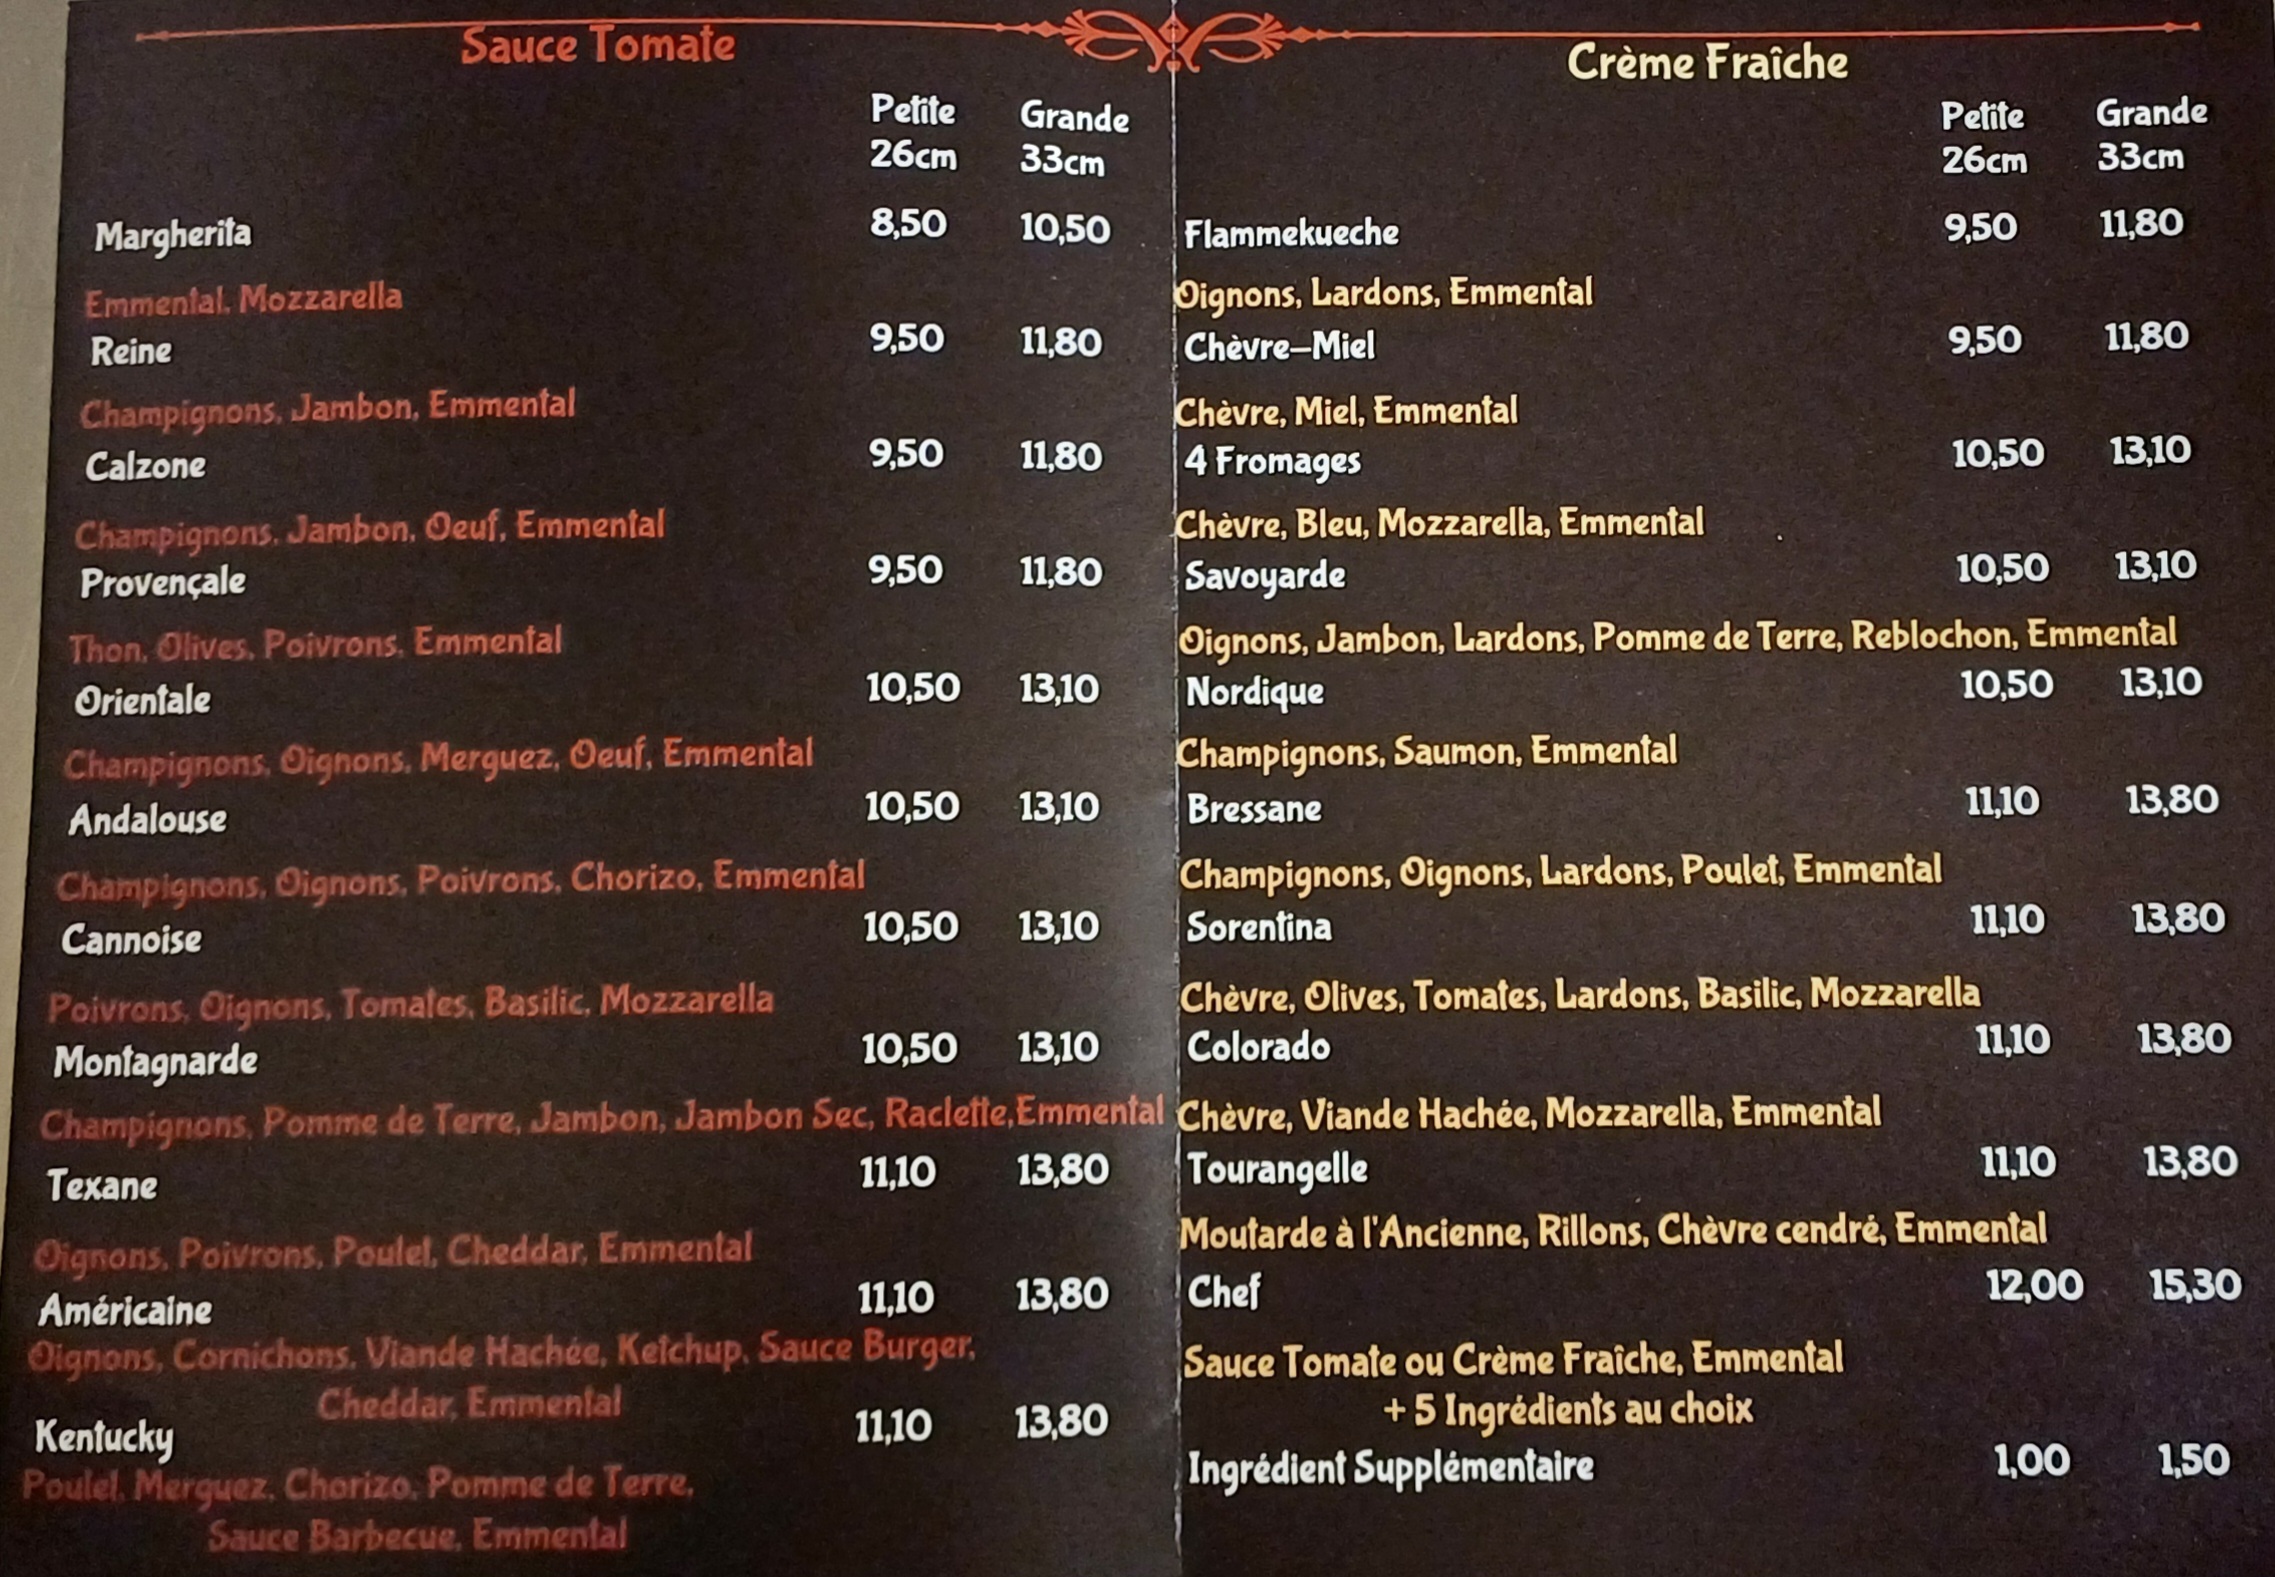 Sauce Tomate
Petite Grande
26cm 33cm
Margherita 8,50 10,50
Emmental, Mozzarella
Reine 9,50 11,80
Champignons, Jambon, Emmental
Calzone 9,50 11,80
Champignons, Jambon, Oeuf, Emmental
Provençale 9,50 11,80
Thon, Olives, Poivrons, Emmental
Orientale 10,50 13,10
Champignons, Oignons, Merguez, Oeuf, Emmental
Andalouse 10,50 13,10
Champignons, Oignons, Poivrons, Chorizo, Emmental
Cannoise 10,50 13,10
Poivrons, Oignons, Tomates, Basilic, Mozzarella
Montagnarde 10,50 13,10
Champignons, Pomme de Terre, Jambon, Jambon Sec, Raclette,Emmental
Texane 11,10 13,80
Oignons, Poivrons, Poulet, Cheddar, Emmental
Américaine 11,10 13,80
Oignons, Cornichons, Viande Hachée, Ketchup, Sauce Burger,
Cheddar, Emmental
Kentucky 11,10 13,80
Poulet, Merguez, Chorizo, Pomme de Terre,
Sauce Barbecue, Emmental
Crème Fraîche
Petite Grande
26cm 33cm
Flammekueche 9,50 11,80
Oignons, Lardons, Emmental
Chèvre–Miel 9,50 11,80
Chèvre, Miel, Emmental
4 Fromages 10,50 13,10
Chèvre, Bleu, Mozzarella, Emmental
Savoyarde 10,50 13,10
Oignons, Jambon, Lardons, Pomme de Terre, Reblochon, Emmental
Nordique 10,50 13,10
Champignons, Saumon, Emmental
Bressane 11,10 13,80
Champignons, Oignons, Lardons, Poulet, Emmental
Sorentina 11,10 13,80
Chèvre, Olives, Tomates, Lardons, Basilic, Mozzarella
Colorado 11,10 13,80
Chèvre, Viande Hachée, Mozzarella, Emmental
Tourangelle 11,10 13,80
Moutarde à l'Ancienne, Rillons, Chèvre cendré, Emmental
Chef 12,00 15,30
Sauce Tomate ou Crème Fraîche, Emmental
+ 5 Ingrédients au choix
Ingrédient Supplémentaire 1,00 1,50